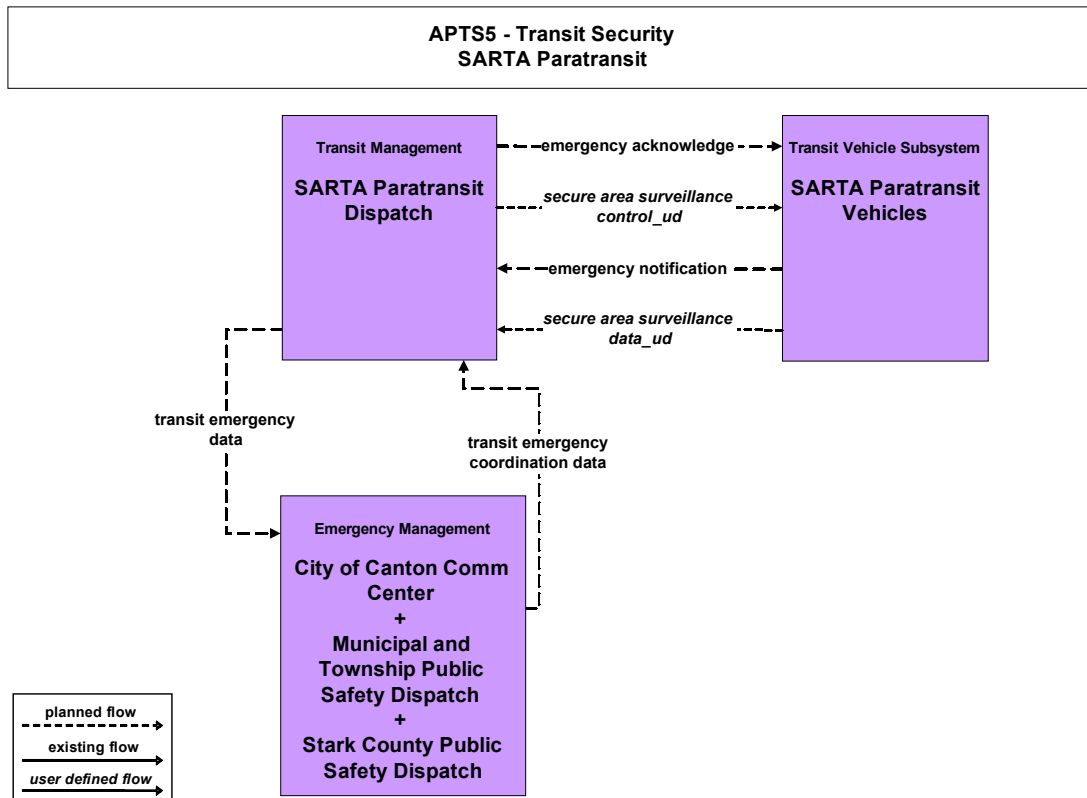 APTS5 - Transit Security
SARTA Paratransit
Transit Management
SARTA Paratransit
Dispatch
emergency acknowledge
secure area surveillance
control_ud
emergency notification
secure area surveillance
data_ud
Transit Vehicle Subsystem
SARTA Paratransit
Vehicles
transit emergency
data
transit emergency
coordination data
Emergency Management
City of Canton Comm
Center
+
Municipal and
Township Public
Safety Dispatch
+
Stark County Public
Safety Dispatch
planned flow
existing flow
user defined flow